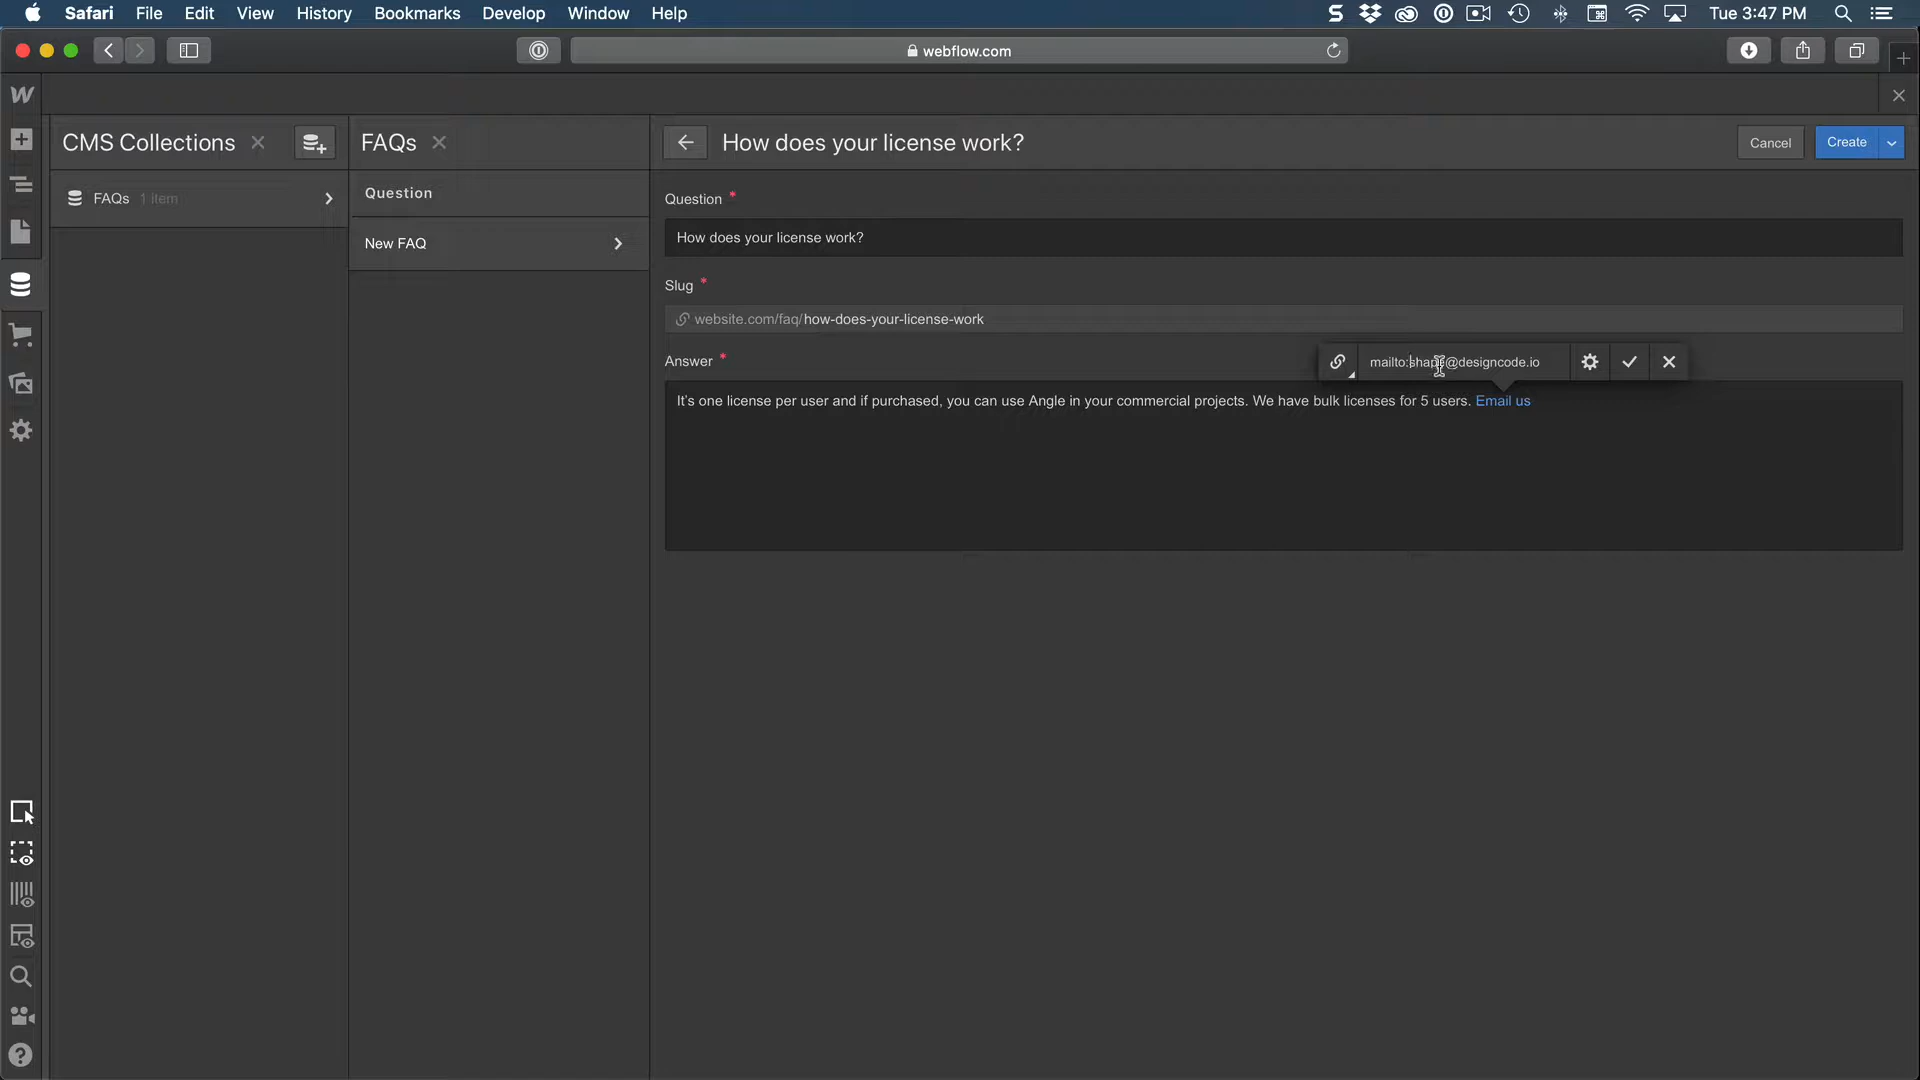 Safari File Edit View History Bookmarks Develop Window Help Tue 3:47 PM
webflow.com
CMS Collections
FAQs
How does your license work?
Cancel
Create
FAQs 1 item
Question
New FAQ
Question *
How does your license work?
Slug *
website.com/faq/how-does-your-license-work
Answer *
mailto:shape@designcode.io
It's one license per user and if purchased, you can use Angle in your commercial projects. We have bulk licenses for 5 users. Email us